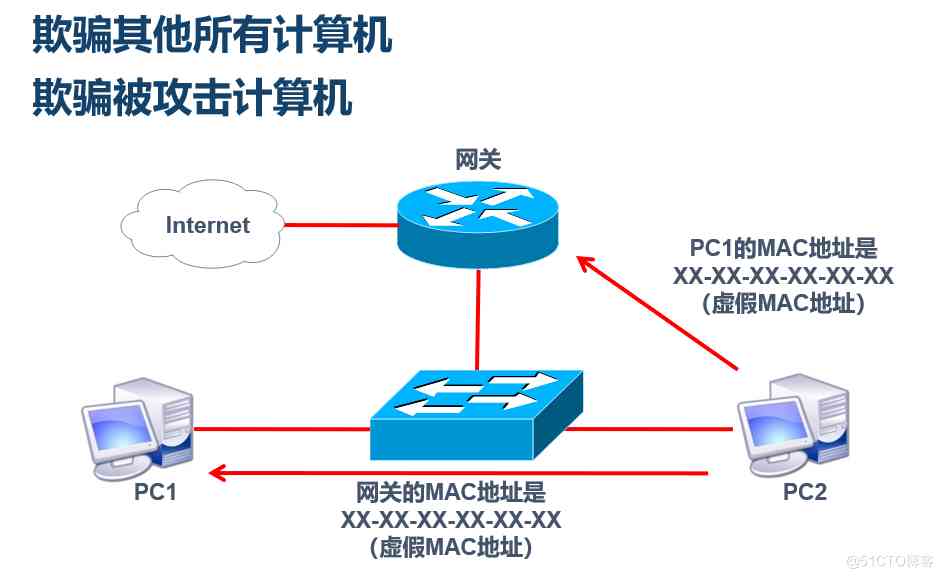 欺骗其他所有计算机
欺骗被攻击计算机
网关
Internet
PC1的MAC地址是
XX-XX-XX-XX-XX-XX
（虚假MAC地址）
PC1
网关的MAC地址是
XX-XX-XX-XX-XX-XX
（虚假MAC地址）
PC2
@51CTO博客